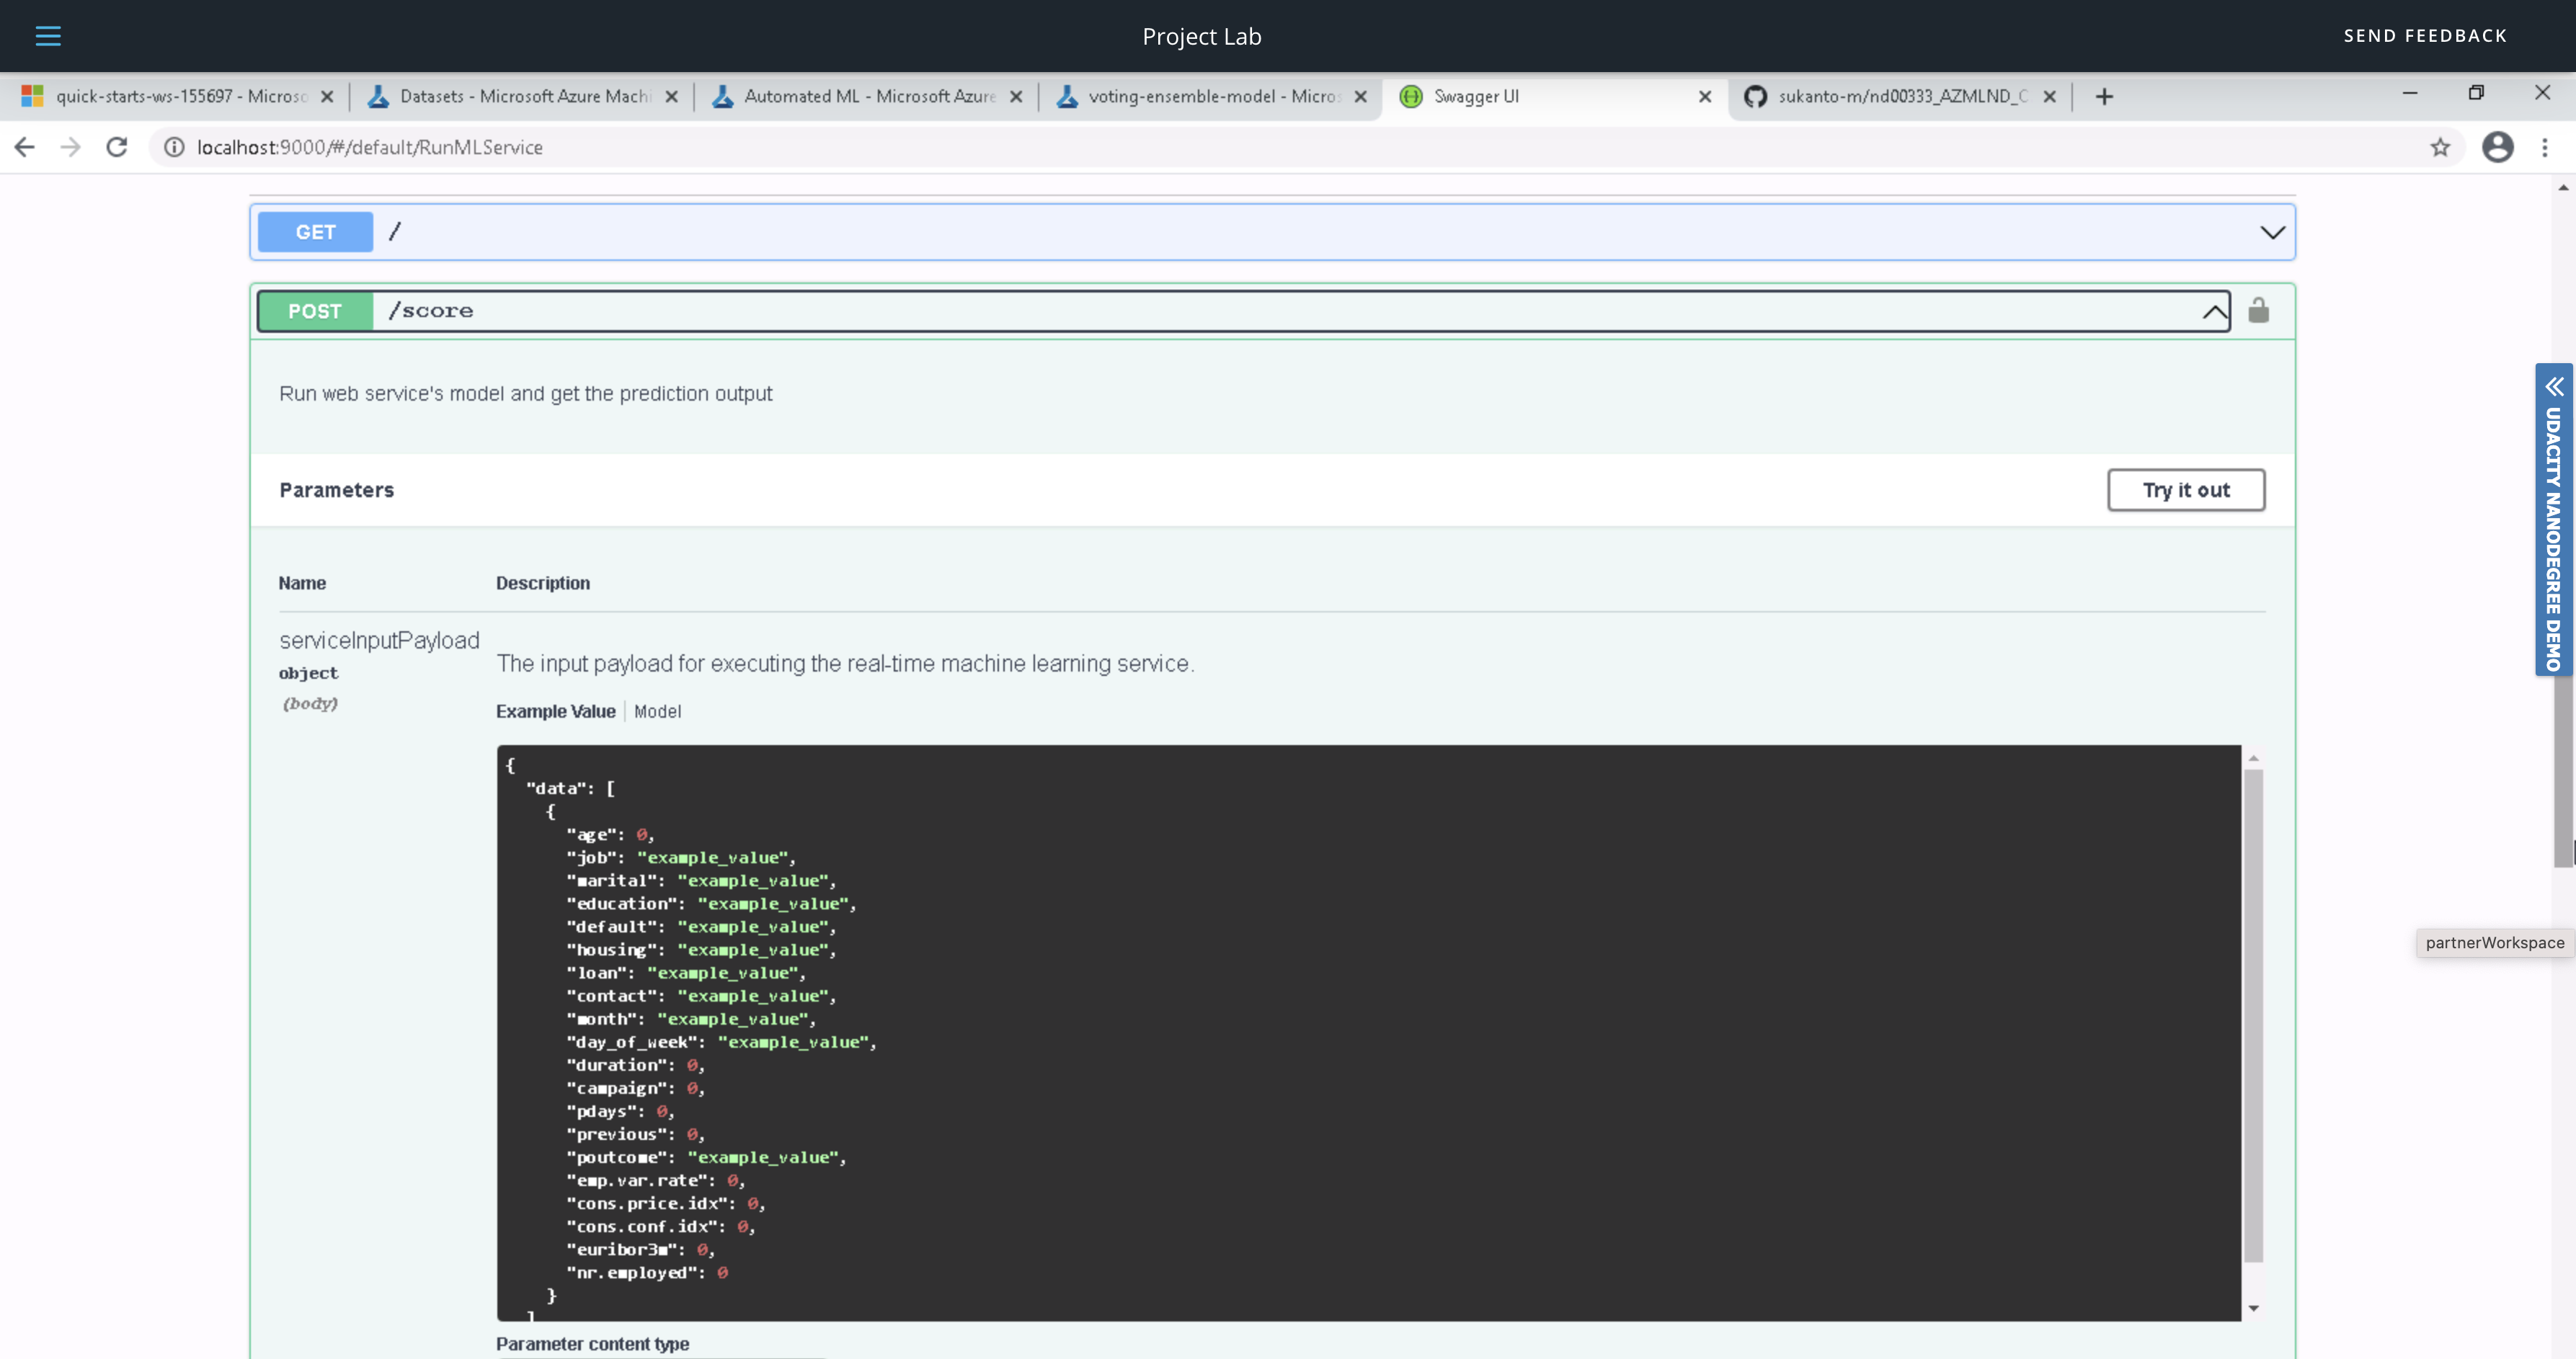 Project Lab
SEND FEEDBACK
quick-starts-ws-155697 - Microso
Datasets - Microsoft Azure Machi
Automated ML - Microsoft Azure
voting-ensemble-model - Micros
Swagger UI
sukanto-m/nd00333_AZMLND_C
localhost:9000/#/default/RunMLService
GET /
POST /score
Run web service's model and get the prediction output
Parameters
Try it out
Name Description
serviceInputPayload
object
(body)
The input payload for executing the real-time machine learning service.
Example Value | Model
{
"data": [
{
"age": 0,
"job": "example_value",
"marital": "example_value",
"education": "example_value",
"default": "example_value",
"housing": "example_value",
"loan": "example_value",
"contact": "example_value",
"month": "example_value",
"day_of_week": "example_value",
"duration": 0,
"campaign": 0,
"pdays": 0,
"previous": 0,
"poutcome": "example_value",
"emp.var.rate": 0,
"cons.price.idx": 0,
"cons.conf.idx": 0,
"euribor3m": 0,
"nr.employed": 0
}
]
Parameter content type
UDACITY NANODEGREE DEMO
partnerWorkspace